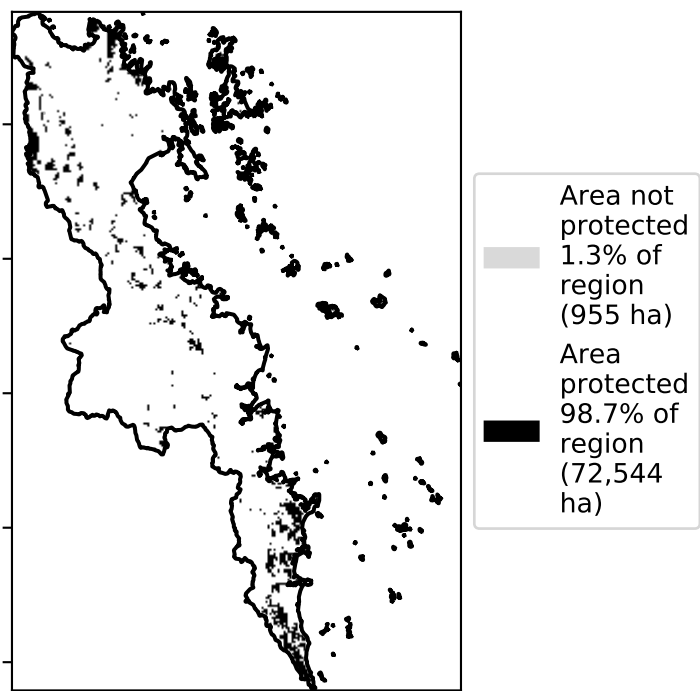 Area not
protected
1.3% of
region
(955 ha)
Area
protected
98.7% of
region
(72,544
ha)